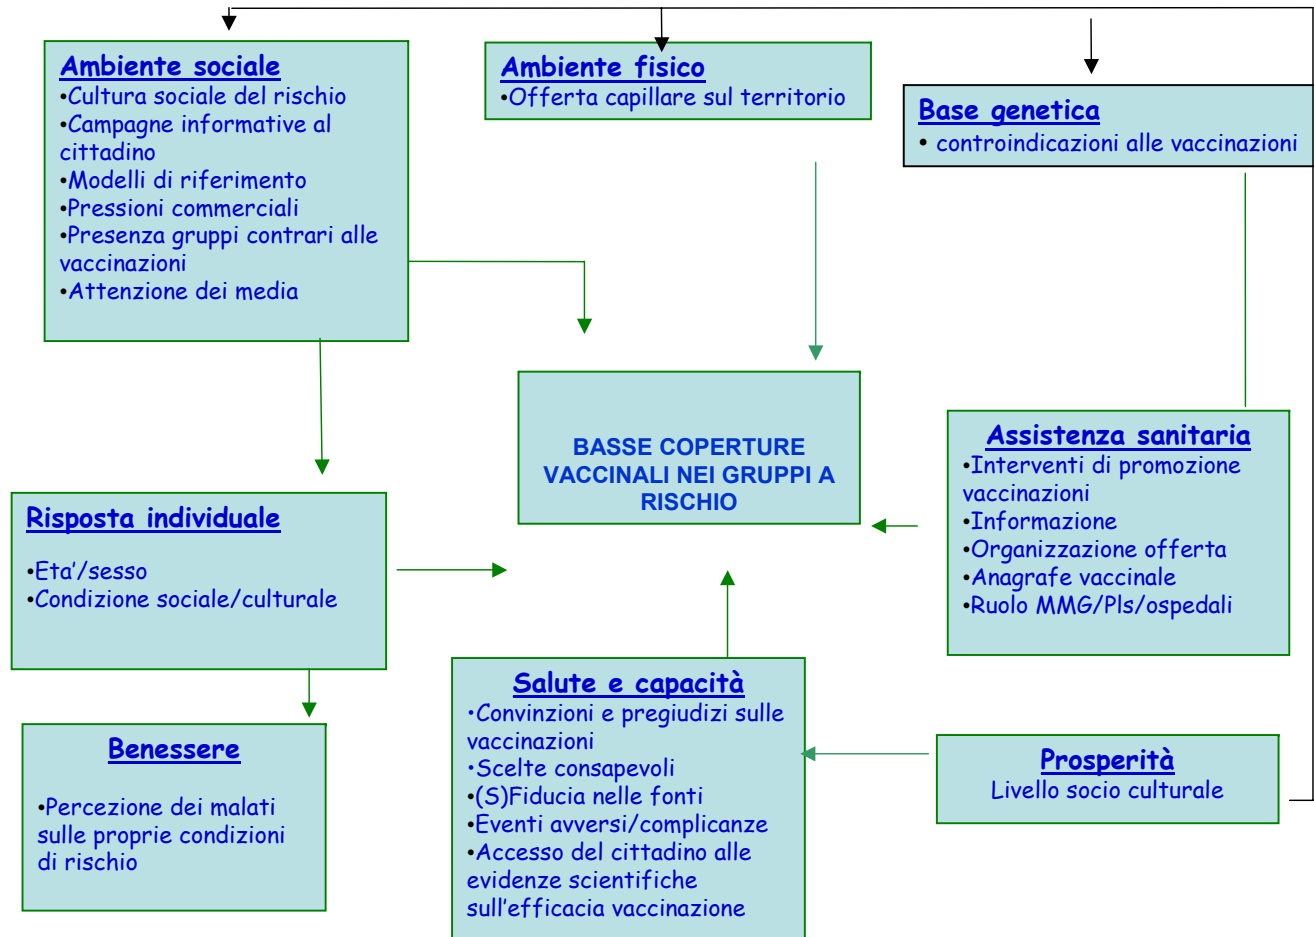 Ambiente sociale
•Cultura sociale del rischio
•Campagne informative al
cittadino
•Modelli di riferimento
•Pressioni commerciali
•Presenza gruppi contrari alle
vaccinazioni
•Attenzione dei media
Ambiente fisico
•Offerta capillare sul territorio
Base genetica
• controindicazioni alle vaccinazioni
BASSE COPERTURE
VACCINALI NEI GRUPPI A
RISCHIO
Assistenza sanitaria
•Interventi di promozione
vaccinazioni
•Informazione
•Organizzazione offerta
•Anagrafe vaccinale
•Ruolo MMG/Pls/ospedali
Risposta individuale
•Eta'/sesso
•Condizione sociale/culturale
Salute e capacità
•Convinzioni e pregiudizi sulle
vaccinazioni
•Scelte consapevoli
•(S)Fiducia nelle fonti
•Eventi avversi/complicanze
•Accesso del cittadino alle
evidenze scientifiche
sull'efficacia vaccinazione
Benessere
•Percezione dei malati
sulle proprie condizioni
di rischio
Prosperità
Livello socio culturale